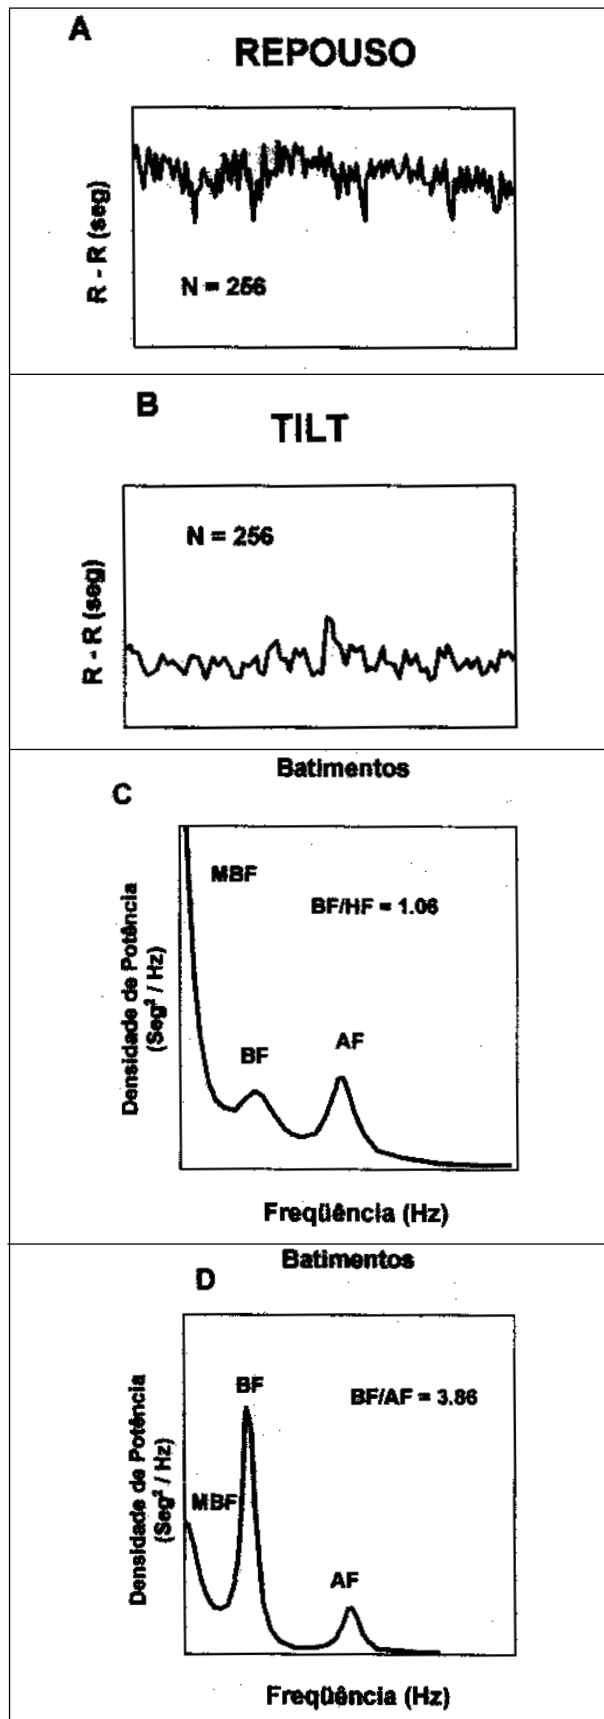 A
REPOUSO
R - R (seg)
N = 256
B
TILT
N = 256
R - R (seg)
Batimentos
C
MBF
BF/HF = 1.06
Densidade de Potência
(Seg² / Hz)
BF
AF
Freqüência (Hz)
Batimentos
D
BF
BF/AF = 3.86
Densidade de Potência
(Seg² / Hz)
MBF
AF
Freqüência (Hz)